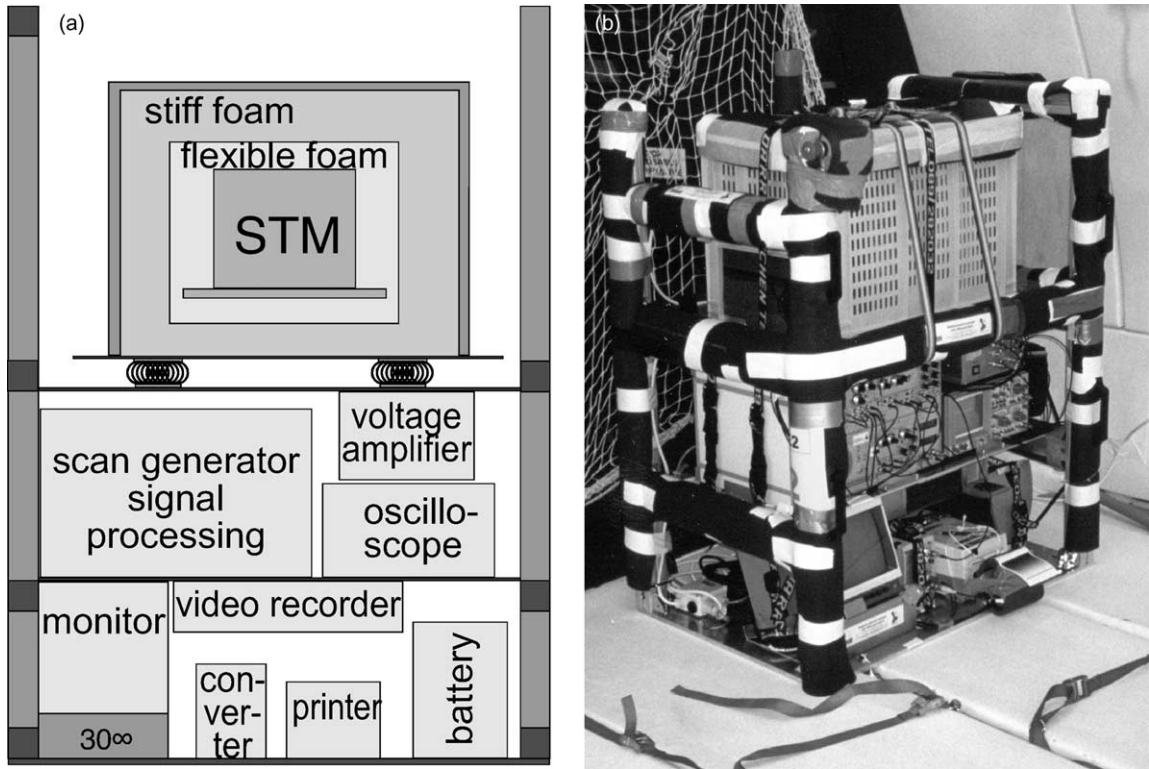 (a)
stiff foam
flexible foam
STM
voltage
amplifier
scan generator
signal
processing
oscillo-
scope
monitor
video recorder
con-
ver-
ter
printer
battery
30∞
(b)
2